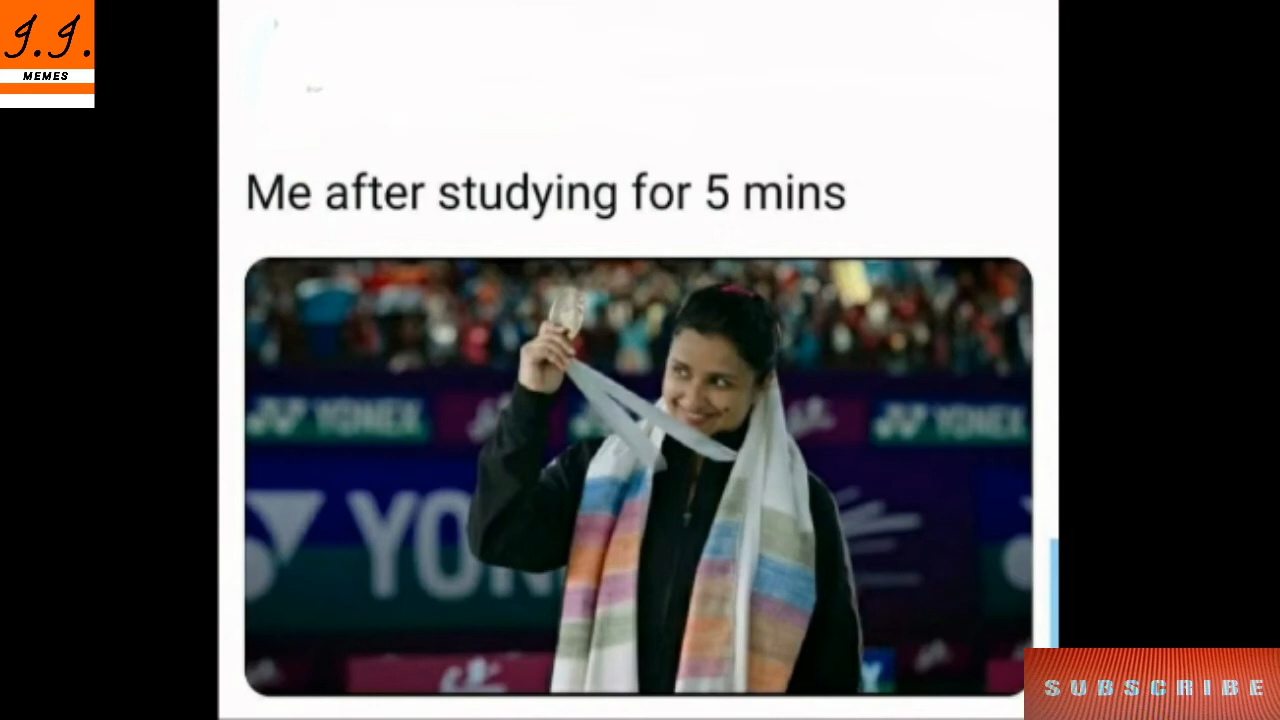 J.J.
MEMES
Me after studying for 5 mins
YONEX
YONEX
YON
SUBSCRIBE